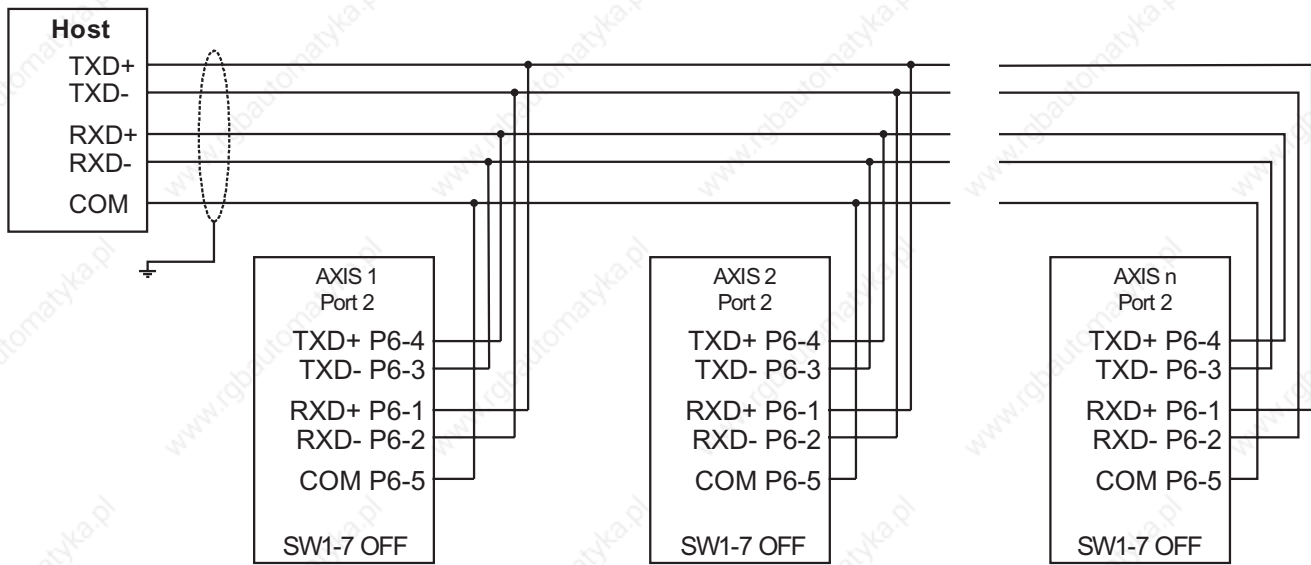 Host
TXD+
TXD-
RXD+
RXD-
COM
AXIS 1
Port 2
TXD+ P6-4
TXD- P6-3
RXD+ P6-1
RXD- P6-2
COM P6-5
SW1-7 OFF
AXIS 2
Port 2
TXD+ P6-4
TXD- P6-3
RXD+ P6-1
RXD- P6-2
COM P6-5
SW1-7 OFF
AXIS n
Port 2
TXD+ P6-4
TXD- P6-3
RXD+ P6-1
RXD- P6-2
COM P6-5
SW1-7 OFF
www.rgbautomatyka.pl